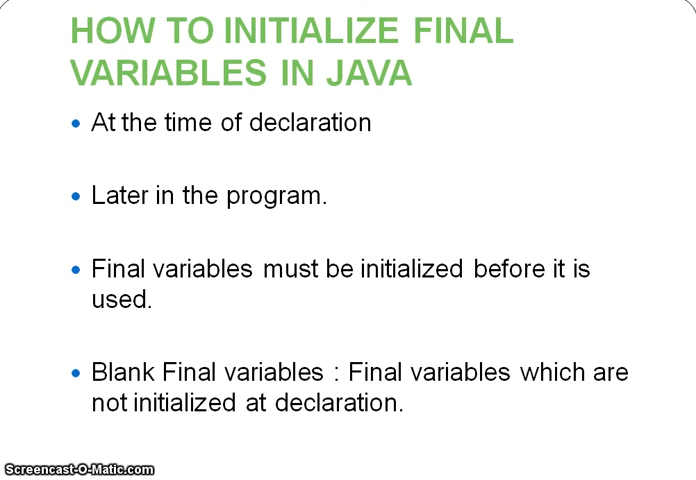 HOW TO INITIALIZE FINAL
VARIABLES IN JAVA
• At the time of declaration
• Later in the program.
• Final variables must be initialized before it is
used.
• Blank Final variables : Final variables which are
not initialized at declaration.
Screencast-O-Matic.com